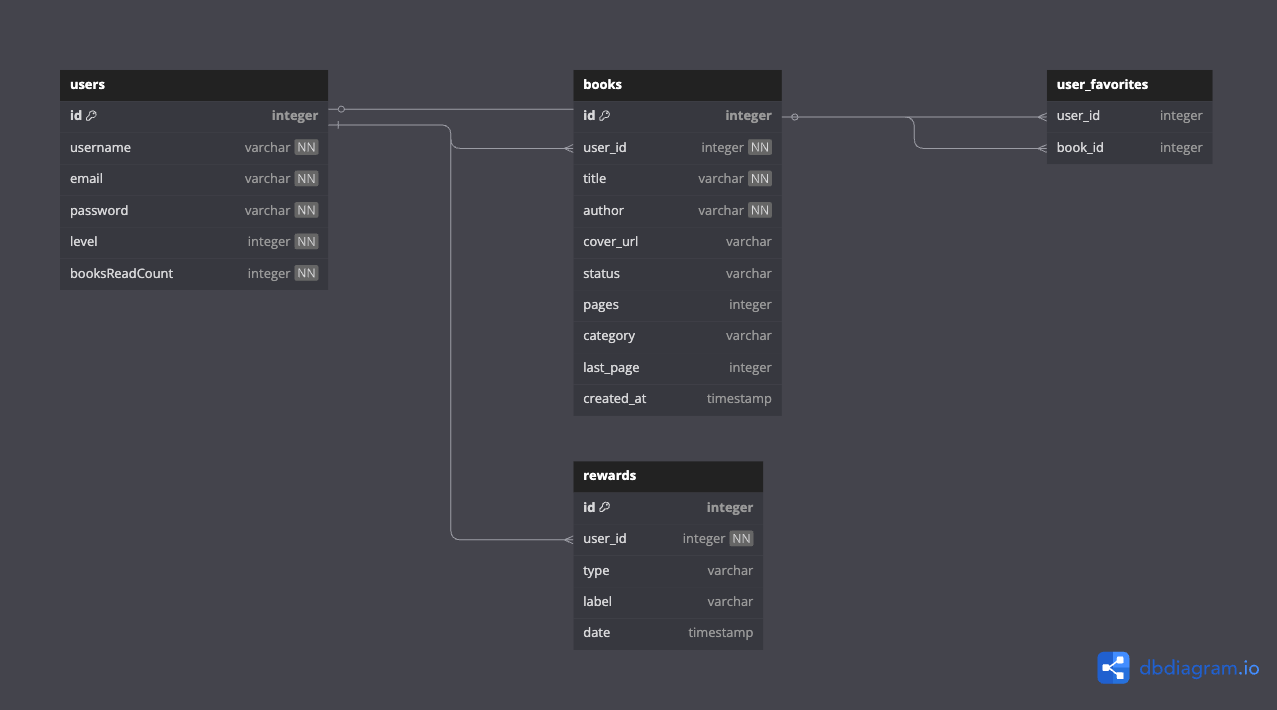 users
id integer
username varchar NN
email varchar NN
password varchar NN
level integer NN
booksReadCount integer NN
books
id integer
user_id integer NN
title varchar NN
author varchar NN
cover_url varchar
status varchar
pages integer
category varchar
last_page integer
created_at timestamp
user_favorites
user_id integer
book_id integer
rewards
id integer
user_id integer NN
type varchar
label varchar
date timestamp
dbdiagram.io